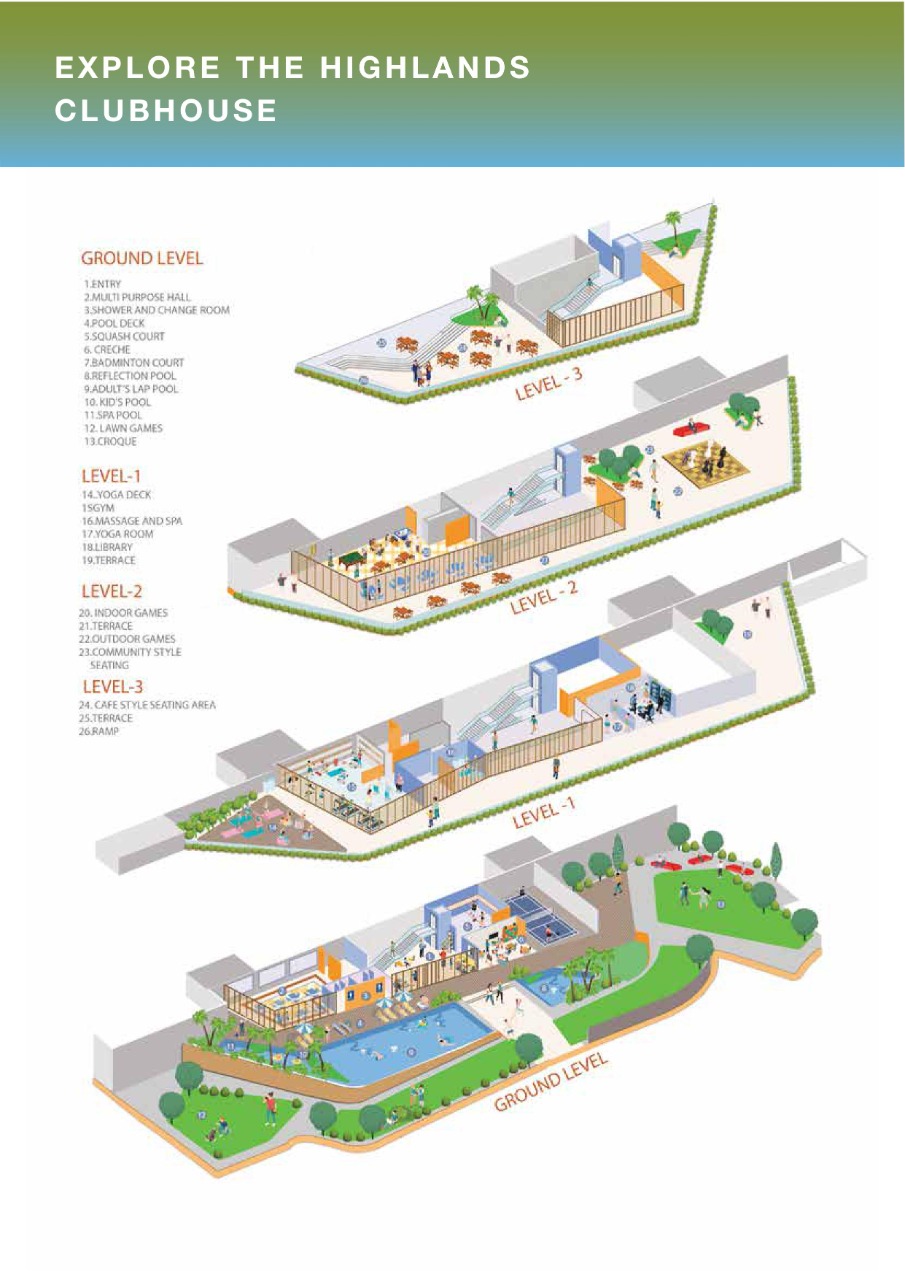 EXPLORE THE HIGHLANDS
CLUBHOUSE
GROUND LEVEL
1.ENTRY
2.MULTI PURPOSE HALL
3.SHOWER AND CHANGE ROOM
4.POOL DECK
5.SQUASH COURT
6. CRECHE
7.BADMINTON COURT
8.REFLECTION POOL
9.ADULT'S LAP POOL
10. KID'S POOL
11.SPA POOL
12. LAWN GAMES
13.CROQUE
LEVEL-1
14..YOGA DECK
15GYM
16.MASSAGE AND SPA
17.YOGA ROOM
18.LIBRARY
19.TERRACE
LEVEL-2
20. INDOOR GAMES
21.TERRACE
22.OUTDOOR GAMES
23.COMMUNITY STYLE
SEATING
LEVEL-3
24. CAFE STYLE SEATING AREA
25.TERRACE
26.RAMP
LEVEL - 3
LEVEL - 2
LEVEL -1
GROUND LEVEL